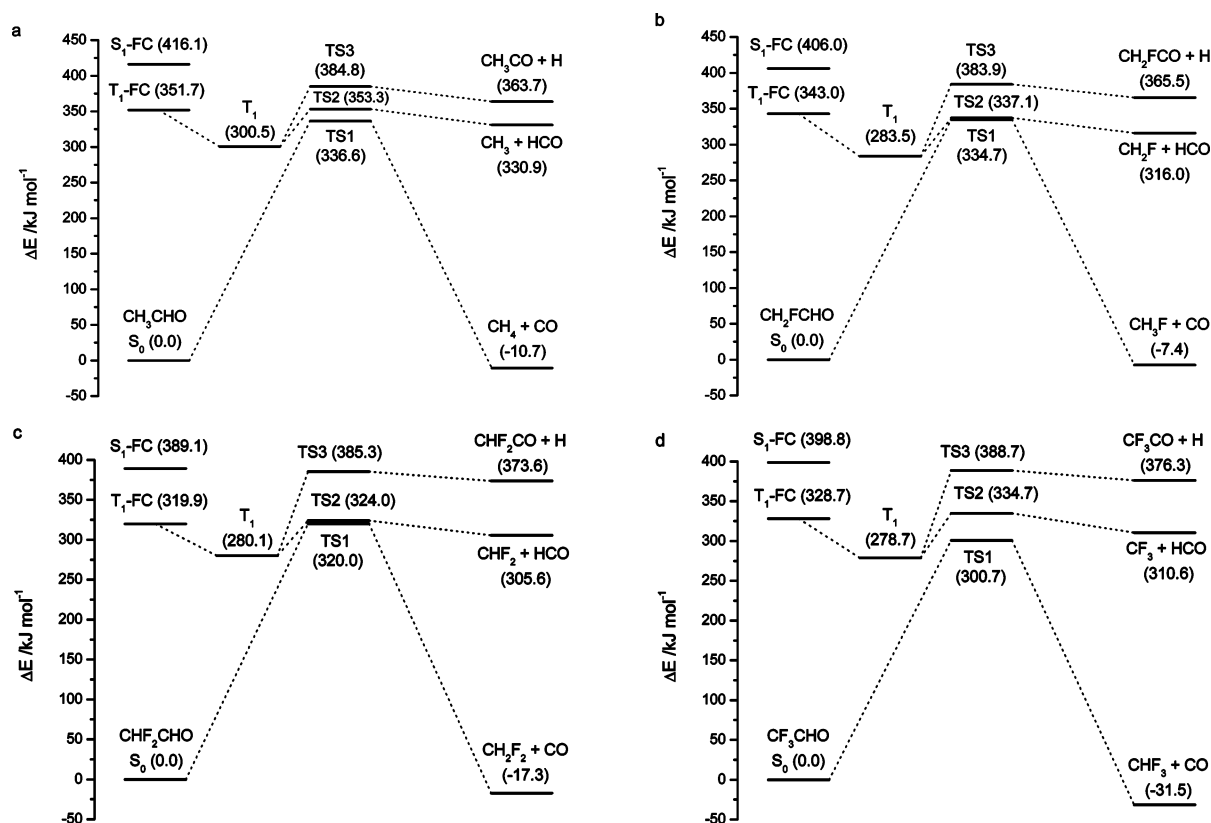 a
S₁-FC (416.1)
T₁-FC (351.7)
T₁
(300.5)
TS3
(384.8)
TS2 (353.3)
TS1
(336.6)
CH₃CO + H
(363.7)
CH₃ + HCO
(330.9)
CH₃CHO
S₀ (0.0)
CH₄ + CO
(-10.7)
ΔE /kJ mol⁻¹
450
400
350
300
250
200
150
100
50
0
-50
b
S₁-FC (406.0)
T₁-FC (343.0)
T₁
(283.5)
TS3
(383.9)
TS2 (337.1)
TS1
(334.7)
CH₂FCO + H
(365.5)
CH₂F + HCO
(316.0)
CH₂FCHO
S₀ (0.0)
CH₃F + CO
(-7.4)
ΔE /kJ mol⁻¹
450
400
350
300
250
200
150
100
50
0
-50
c
S₁-FC (389.1)
T₁-FC (319.9)
T₁
(280.1)
TS3 (385.3)
TS2 (324.0)
TS1
(320.0)
CHF₂CO + H
(373.6)
CHF₂ + HCO
(305.6)
CHF₂CHO
S₀ (0.0)
CH₂F₂ + CO
(-17.3)
ΔE /kJ mol⁻¹
400
350
300
250
200
150
100
50
0
-50
d
S₁-FC (398.8)
T₁-FC (328.7)
T₁
(278.7)
TS3 (388.7)
TS2 (334.7)
TS1
(300.7)
CF₃CO + H
(376.3)
CF₃ + HCO
(310.6)
CF₃CHO
S₀ (0.0)
CHF₃ + CO
(-31.5)
ΔE /kJ mol⁻¹
400
350
300
250
200
150
100
50
0
-50